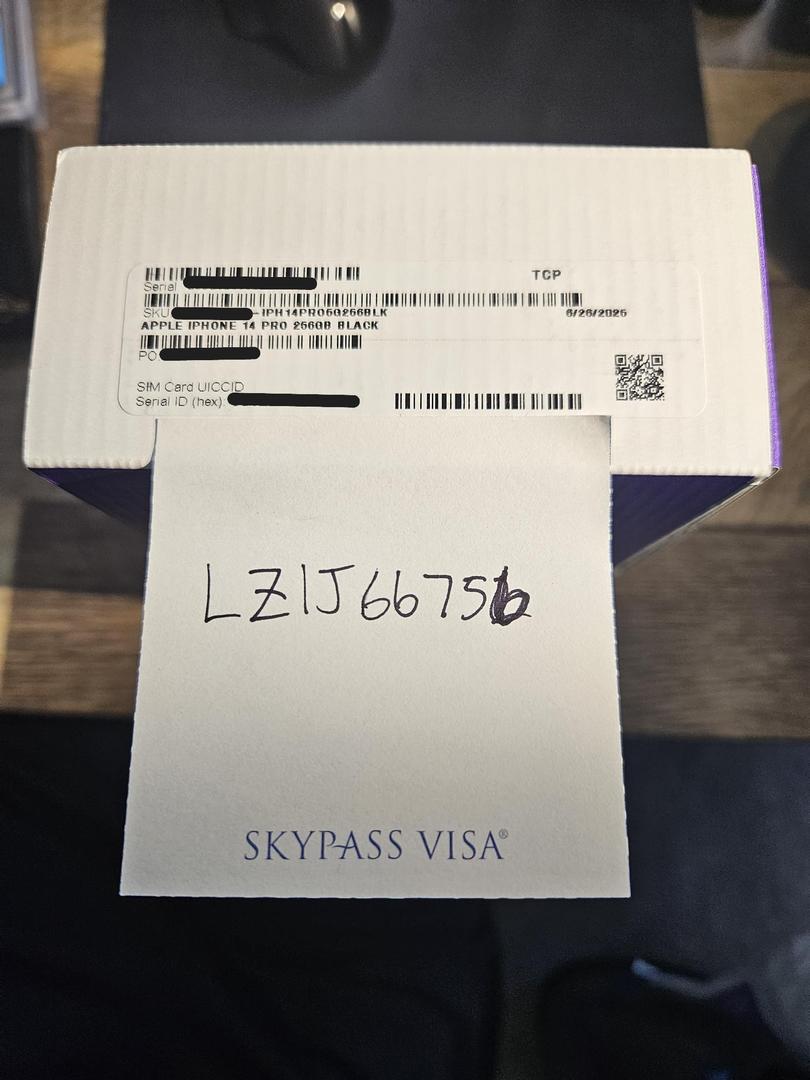 TCP
Serial
SKU -IPH14PRO5G256BLK 6/26/2025
APPLE IPHONE 14 PRO 256GB BLACK
PO
SIM Card UICCID
Serial ID (hex)
LZIJ66756
SKYPASS VISA®